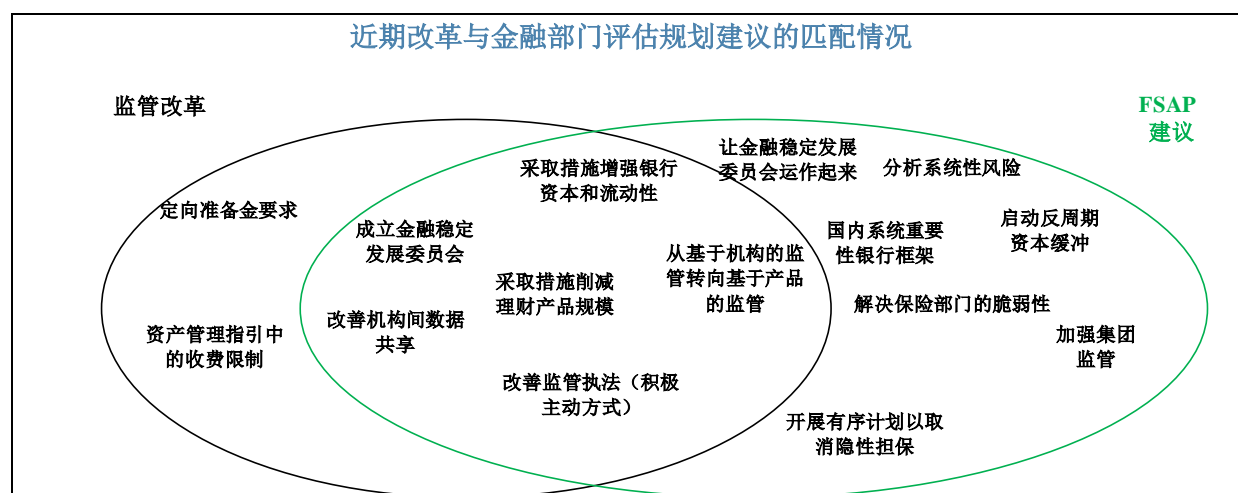 近期改革与金融部门评估规划建议的匹配情况
监管改革
FSAP
建议
定向准备金要求
资产管理指引中
的收费限制
采取措施增强银行
资本和流动性
成立金融稳定
发展委员会
采取措施削减
理财产品规模
从基于机构的监
管转向基于产品
的监管
改善机构间数据
共享
改善监管执法（积极
主动方式）
让金融稳定发展
委员会运作起来
分析系统性风险
国内系统重要
性银行框架
启动反周期
资本缓冲
解决保险部门的脆弱性
加强集团
监管
开展有序计划以取
消隐性担保